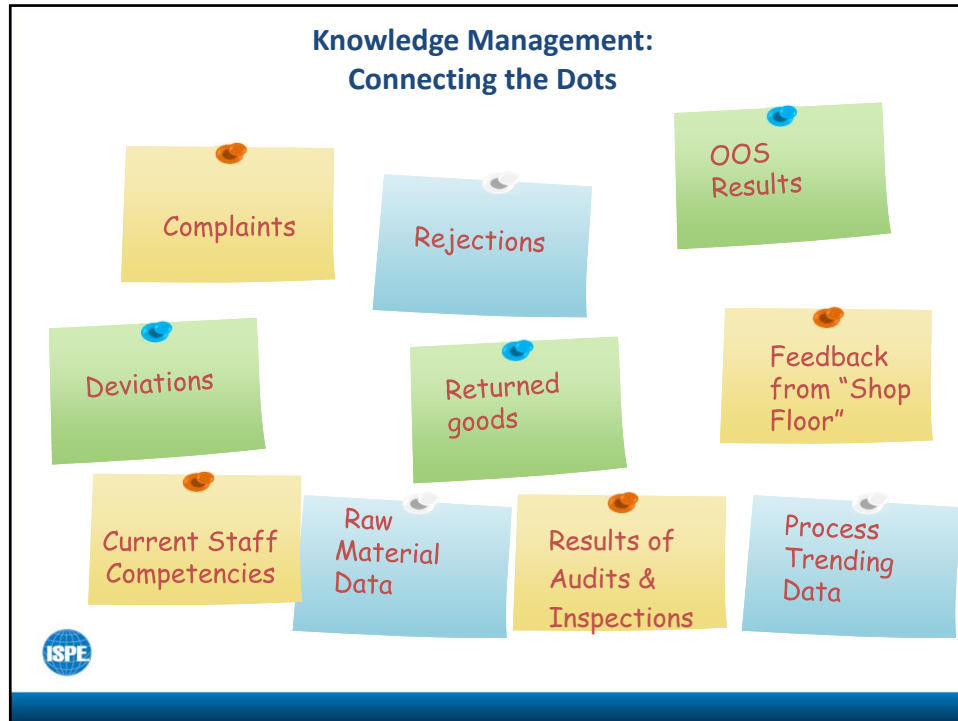 Knowledge Management:
Connecting the Dots
Complaints
Rejections
OOS
Results
Deviations
Returned
goods
Feedback
from “Shop
Floor”
Current Staff
Competencies
Raw
Material
Data
Results of
Audits &
Inspections
Process
Trending
Data
ISPE